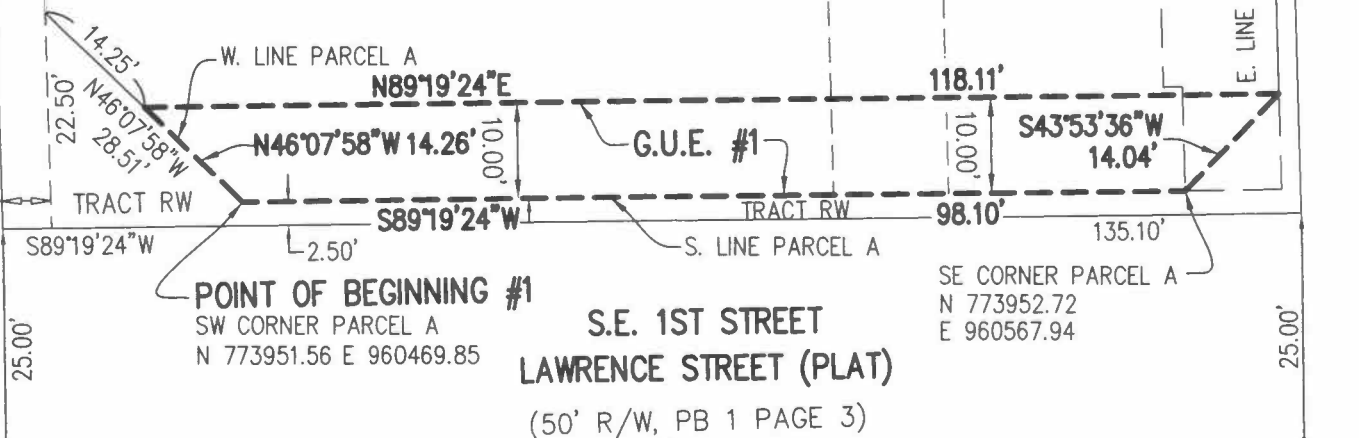 E. LINE
14.25'
W. LINE PARCEL A
N89°19'24"E
118.11'
22.50'
N46°07'58"W
28.51'
N46°07'58"W 14.26'
10.00'
G.U.E. #1
10.00'
S43°53'36"W
14.04'
TRACT RW
S89°19'24"W
TRACT RW
98.10'
S89°19'24"W
2.50'
S. LINE PARCEL A
135.10'
POINT OF BEGINNING #1
SW CORNER PARCEL A
N 773951.56 E 960469.85
SE CORNER PARCEL A
N 773952.72
E 960567.94
25.00'
S.E. 1ST STREET
LAWRENCE STREET (PLAT)
(50' R/W, PB 1 PAGE 3)
25.00'